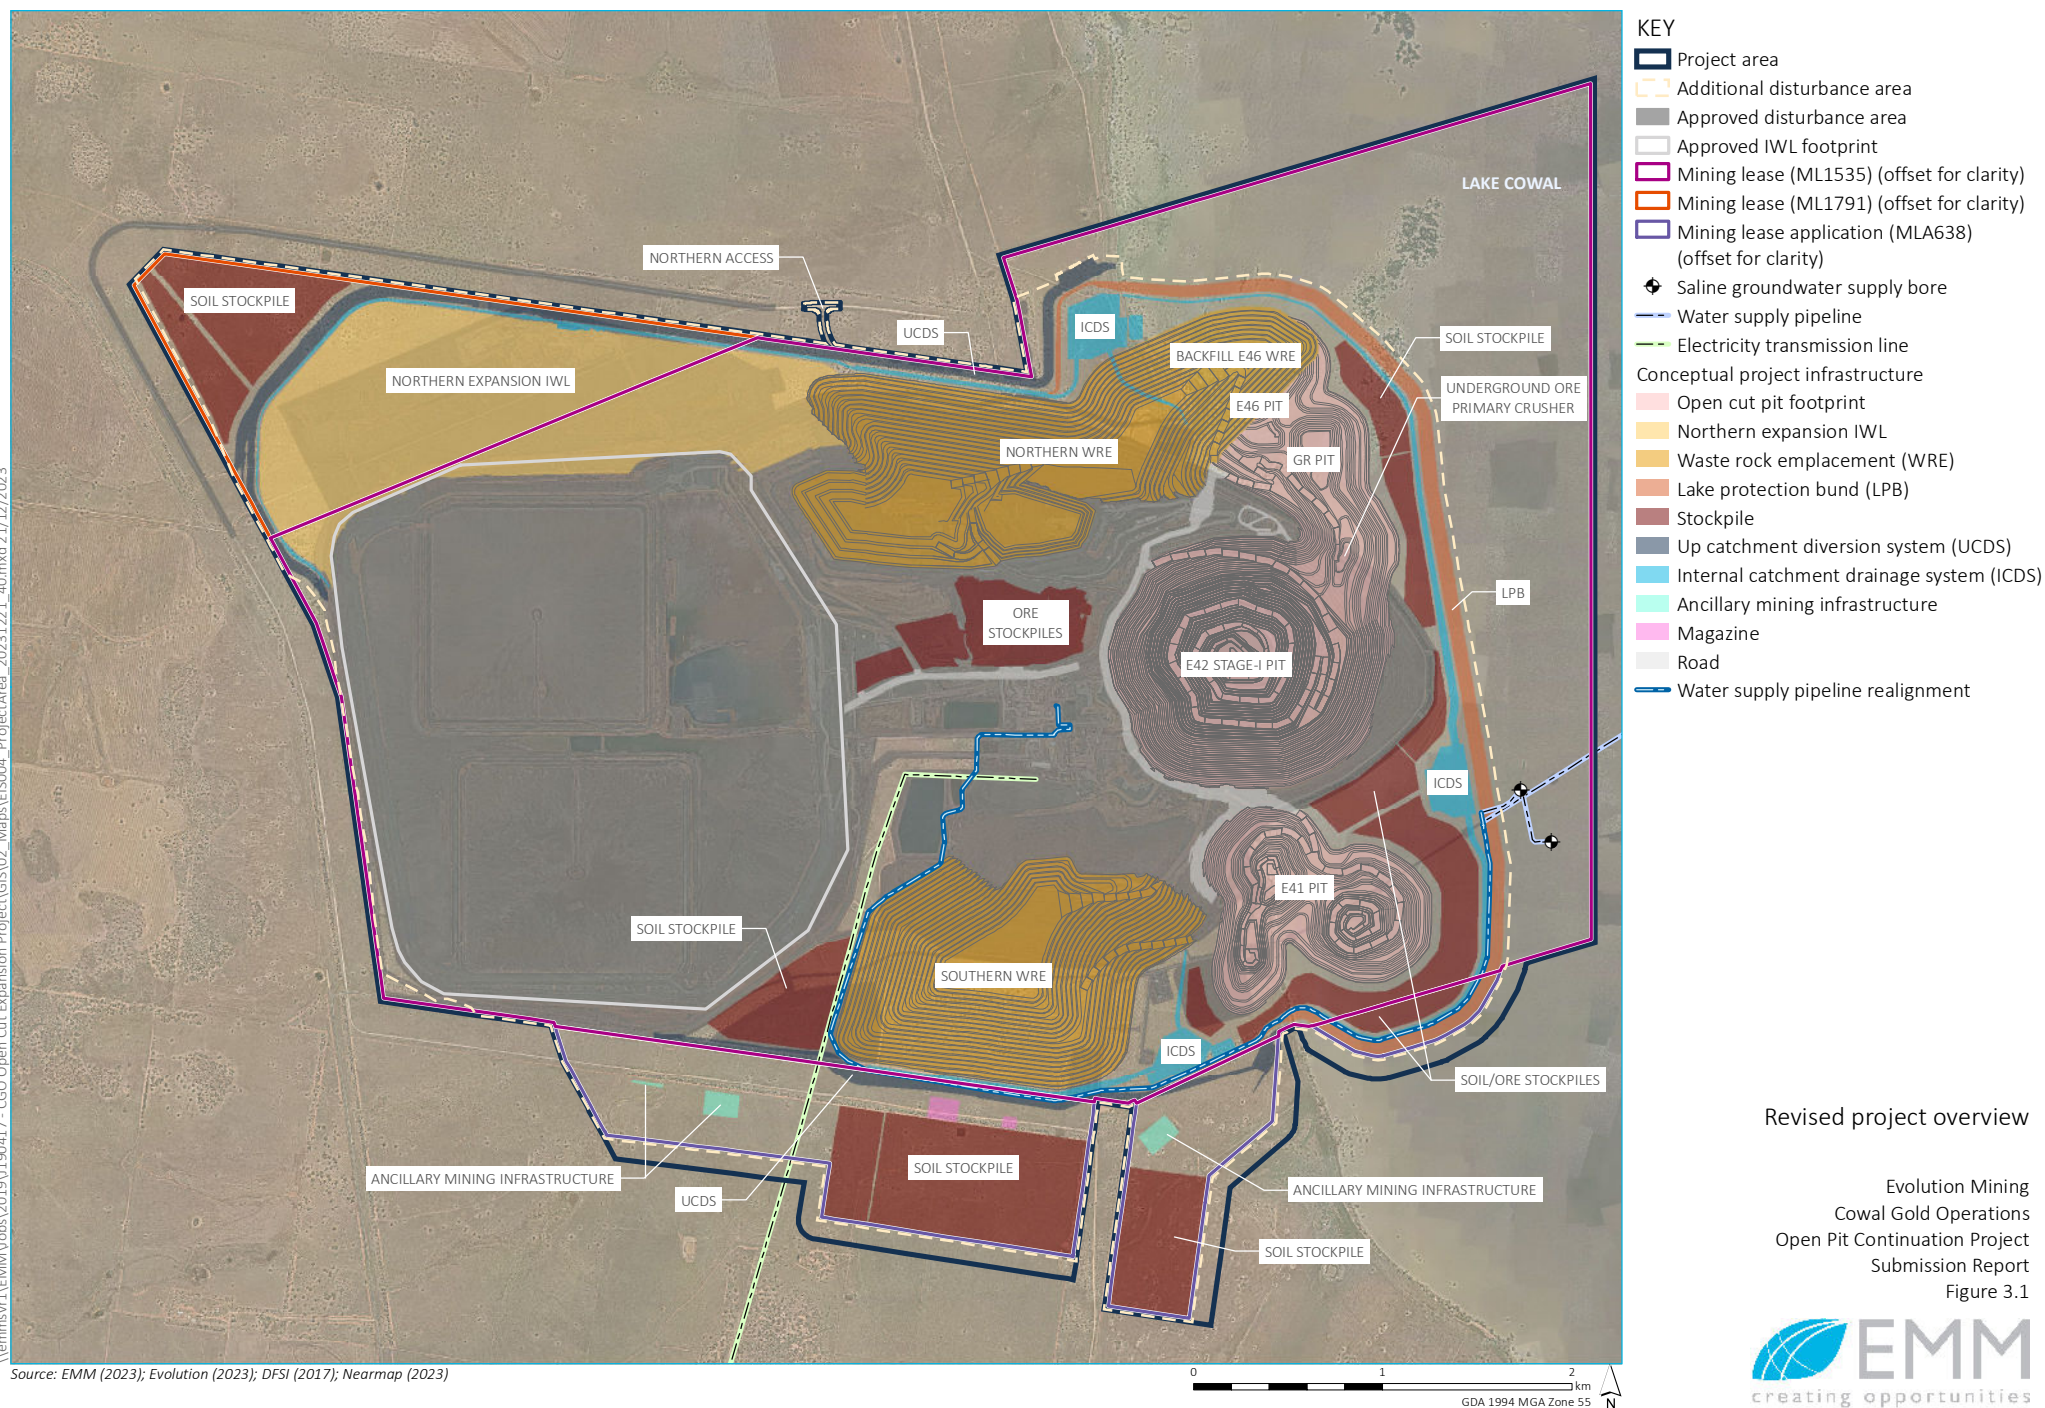 KEY
Project area
Additional disturbance area
Approved disturbance area
Approved IWL footprint
Mining lease (ML1535) (offset for clarity)
Mining lease (ML1791) (offset for clarity)
Mining lease application (MLA638)
(offset for clarity)
Saline groundwater supply bore
Water supply pipeline
Electricity transmission line
Conceptual project infrastructure
Open cut pit footprint
Northern expansion IWL
Waste rock emplacement (WRE)
Lake protection bund (LPB)
Stockpile
Up catchment diversion system (UCDS)
Internal catchment drainage system (ICDS)
Ancillary mining infrastructure
Magazine
Road
Water supply pipeline realignment
LAKE COWAL
NORTHERN ACCESS
SOIL STOCKPILE
UCDS
ICDS
SOIL STOCKPILE
BACKFILL E46 WRE
NORTHERN EXPANSION IWL
UNDERGROUND ORE
PRIMARY CRUSHER
E46 PIT
NORTHERN WRE
GR PIT
LPB
ORE
STOCKPILES
E42 STAGE-I PIT
ICDS
E41 PIT
SOIL STOCKPILE
SOUTHERN WRE
ICDS
SOIL/ORE STOCKPILES
SOIL STOCKPILE
ANCILLARY MINING INFRASTRUCTURE
ANCILLARY MINING INFRASTRUCTURE
UCDS
SOIL STOCKPILE
Revised project overview
Evolution Mining
Cowal Gold Operations
Open Pit Continuation Project
Submission Report
Figure 3.1
EMM
creating opportunities
Source: EMM (2023); Evolution (2023); DFSI (2017); Nearmap (2023)
0 1 2
km
GDA 1994 MGA Zone 55
N